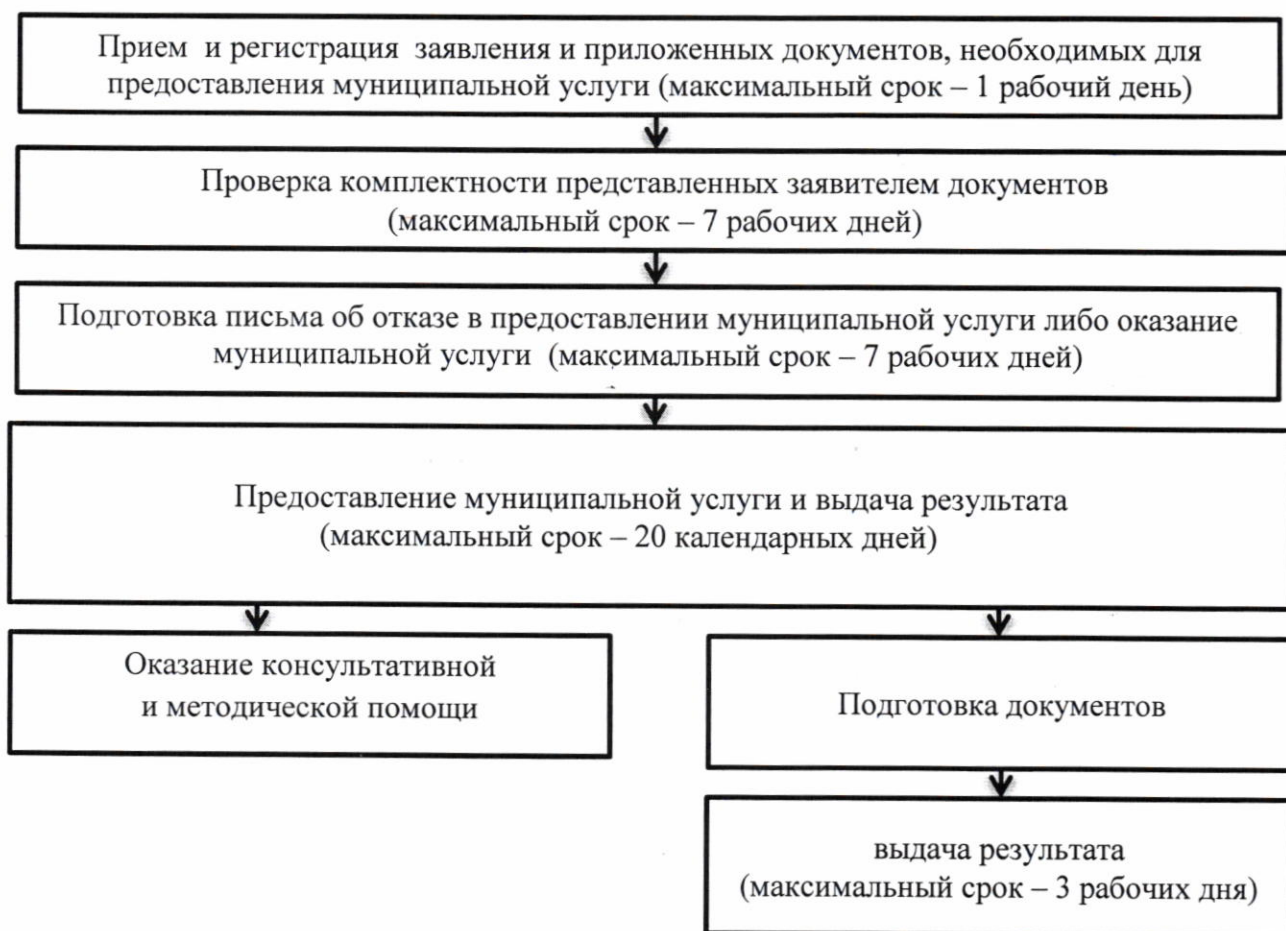 Прием и регистрация заявления и приложенных документов, необходимых для
предоставления муниципальной услуги (максимальный срок – 1 рабочий день)
Проверка комплектности представленных заявителем документов
(максимальный срок – 7 рабочих дней)
Подготовка письма об отказе в предоставлении муниципальной услуги либо оказание
муниципальной услуги (максимальный срок – 7 рабочих дней)
Предоставление муниципальной услуги и выдача результата
(максимальный срок – 20 календарных дней)
Оказание консультативной
и методической помощи
Подготовка документов
выдача результата
(максимальный срок – 3 рабочих дня)